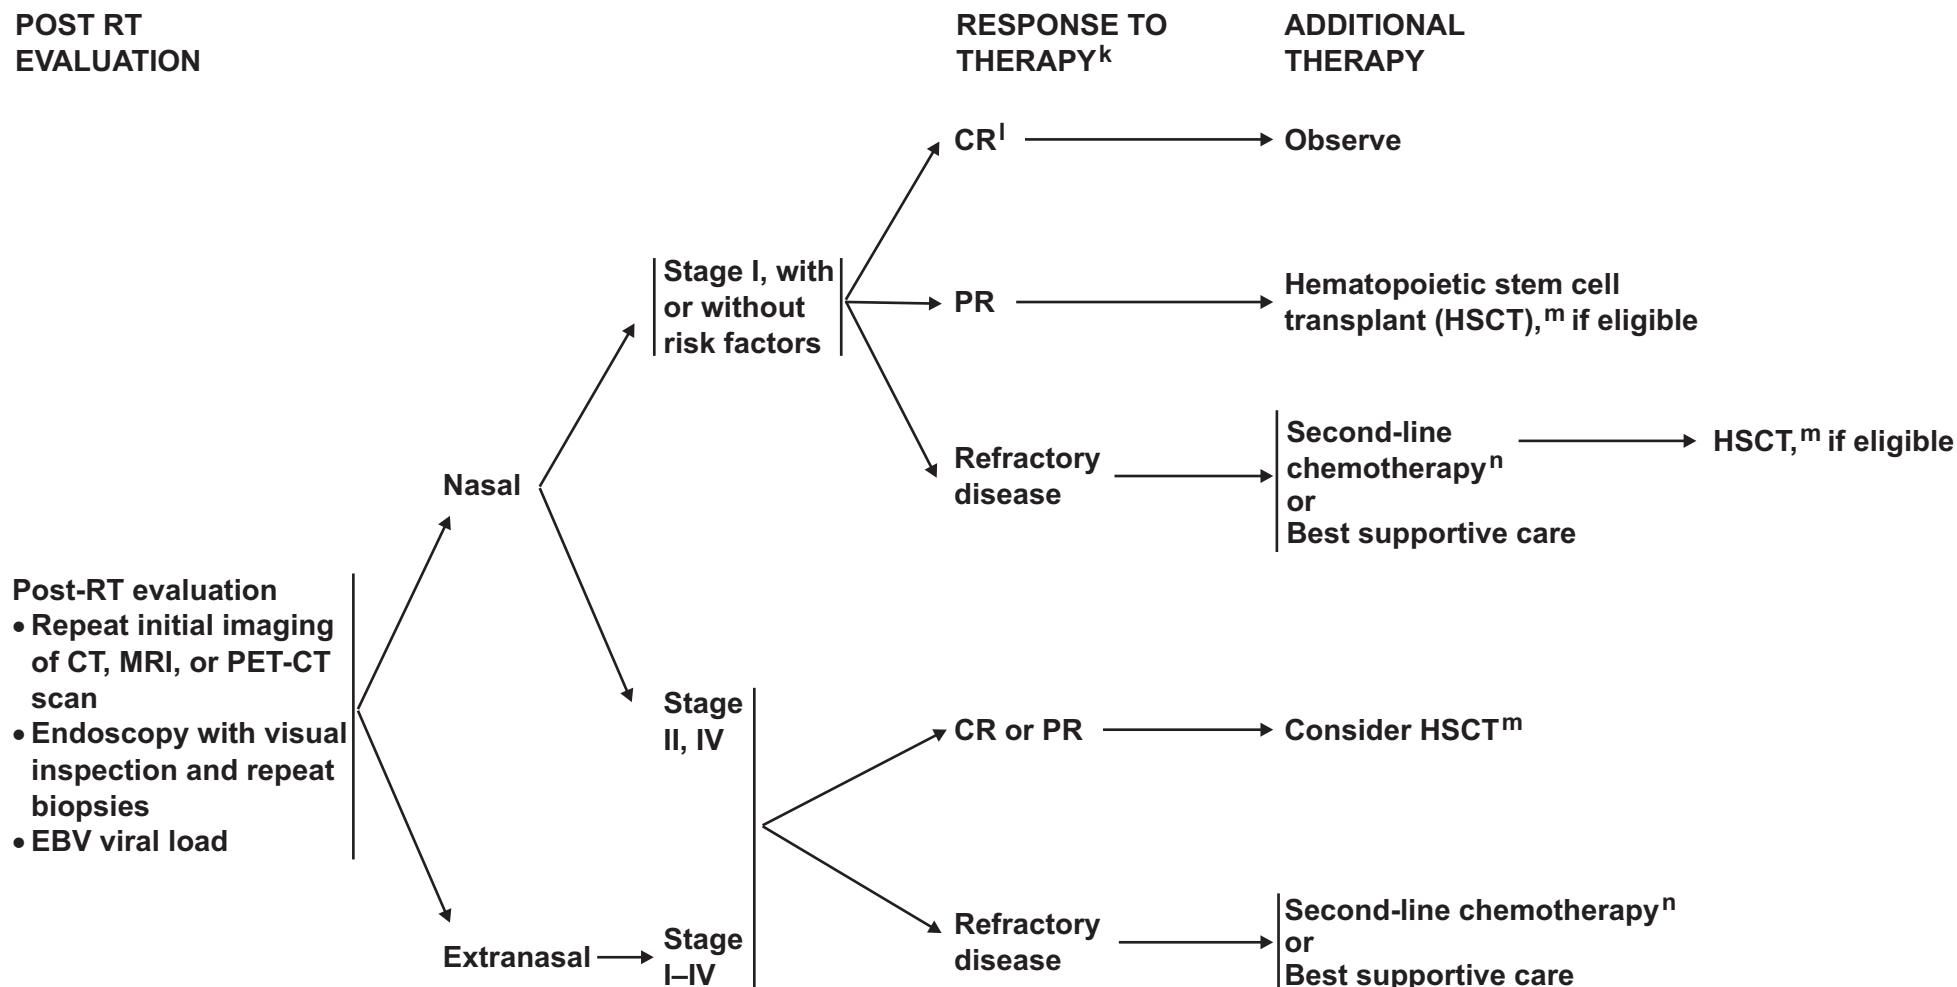 POST RT
EVALUATION
RESPONSE TO
THERAPYᵏ
ADDITIONAL
THERAPY
CRˡ
Observe
Stage I, with
or without
risk factors
PR
Hematopoietic stem cell
transplant (HSCT),ᵐ if eligible
Refractory
disease
Second-line
chemotherapyⁿ
or
Best supportive care
HSCT,ᵐ if eligible
Nasal
Post-RT evaluation
• Repeat initial imaging
of CT, MRI, or PET-CT
scan
• Endoscopy with visual
inspection and repeat
biopsies
• EBV viral load
Stage
II, IV
CR or PR
Consider HSCTᵐ
Extranasal
Stage
I–IV
Refractory
disease
Second-line chemotherapyⁿ
or
Best supportive care